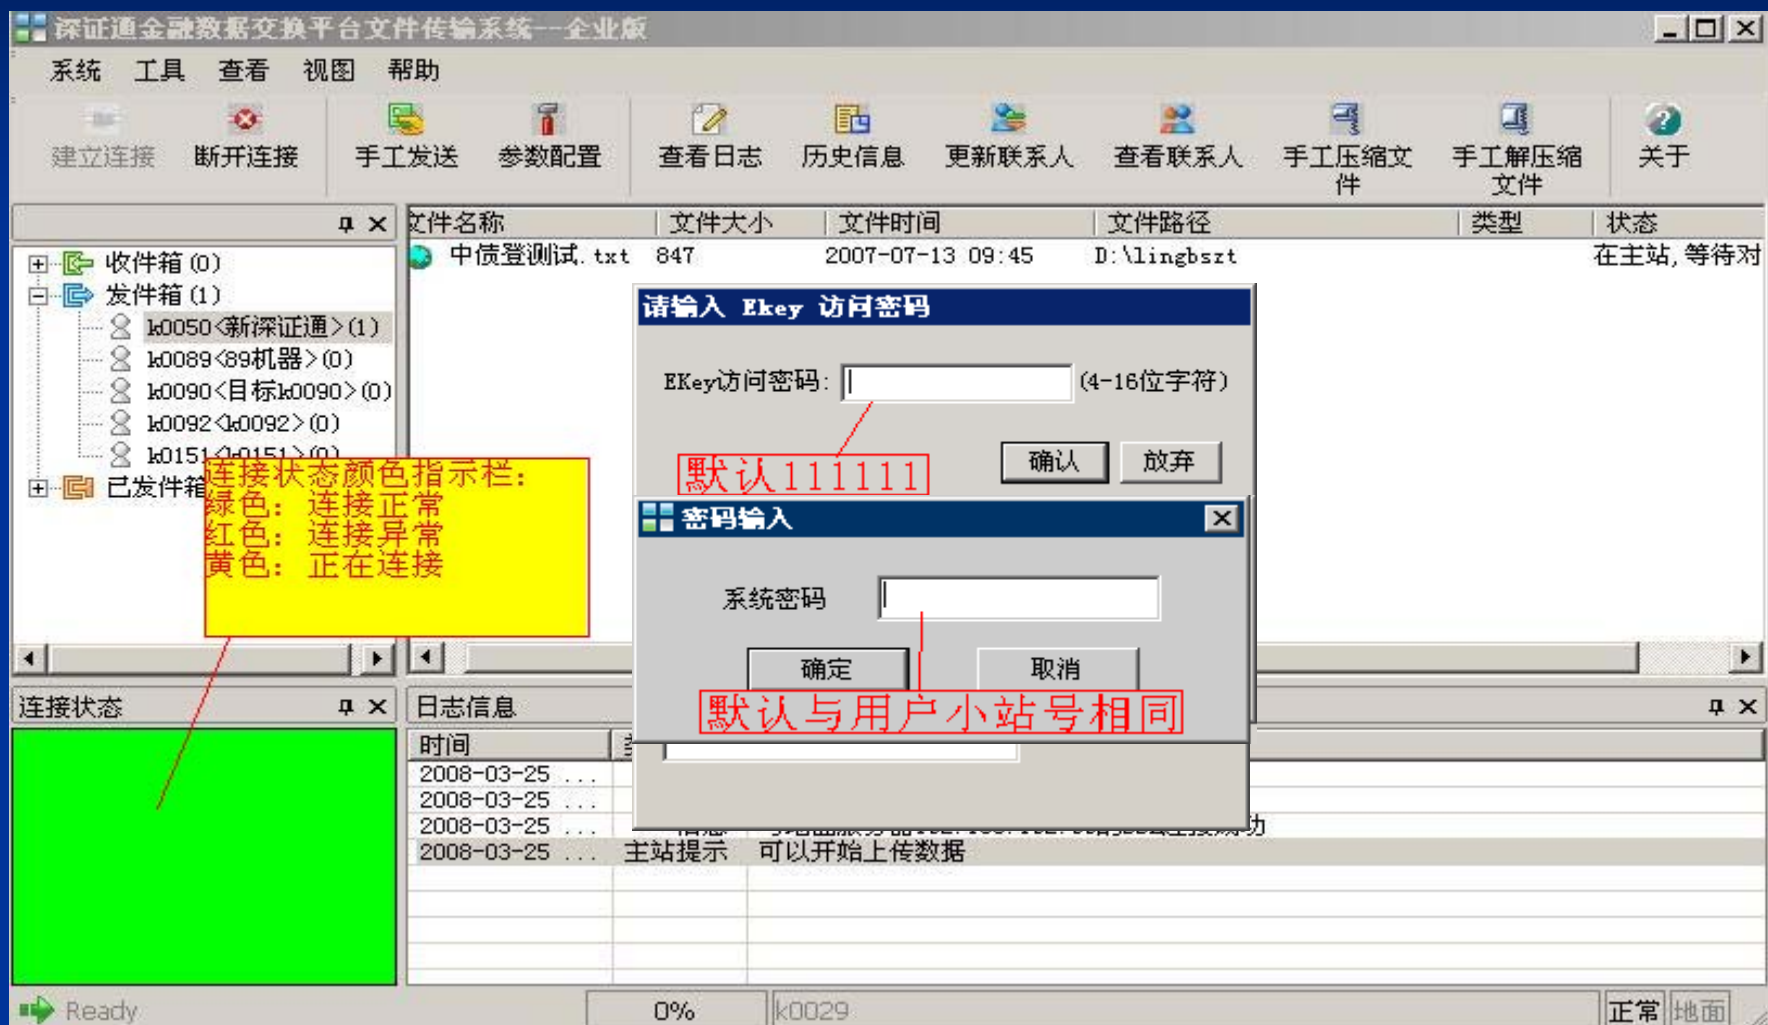 深证通金融数据交换平台文件传输系统--企业版
系统 工具 查看 视图 帮助
建立连接 断开连接 手工发送 参数配置 查看日志 历史信息 更新联系人 查看联系人 手工压缩文件 手工解压缩文件 关于
文件名称 文件大小 文件时间 文件路径 类型 状态
中债登测试.txt 847 2007-07-13 09:45 D:\lingbszt 在主站,等待对
收件箱(0)
发件箱(1)
k0050<新深证通>(1)
k0089<89机器>(0)
k0090<目标k0090>(0)
k0092<k0092>(0)
k0151<k0151>(0)
已发件箱
连接状态颜色指示栏:
绿色: 连接正常
红色: 连接异常
黄色: 正在连接
请输入 Ekey 访问密码
EKey访问密码: (4-16位字符)
默认111111
确认 放弃
密码输入
系统密码
确定 取消
默认与用户小站号相同
连接状态
日志信息
时间
2008-03-25 ...
2008-03-25 ...
2008-03-25 ...
2008-03-25 ... 主站提示 可以开始上传数据
Ready 0% k0029 正常 地面